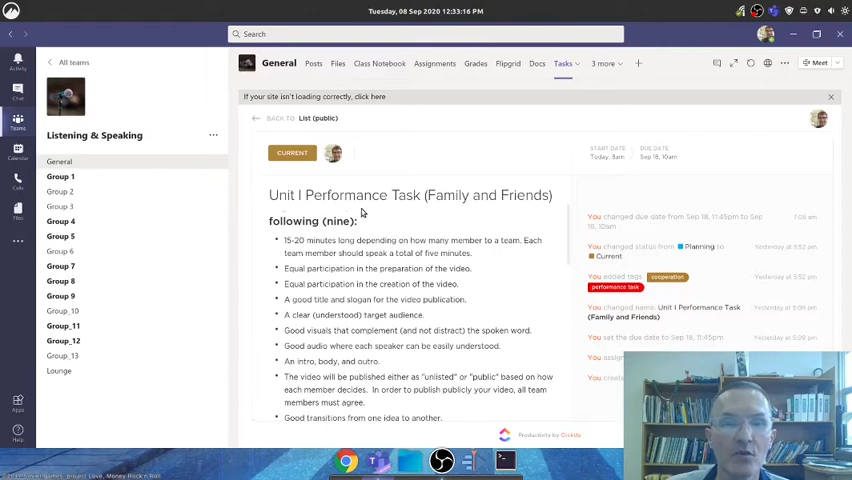 Tuesday, 08 Sep 2020, 12:33:16 PM
Search
Activity
Chat
Teams
Calendar
Calls
Files
Apps
Help
All teams
Listening & Speaking
General
Group 1
Group 2
Group 3
Group 4
Group 5
Group 6
Group 7
Group 8
Group 9
Group_10
Group_11
Group_12
Group_13
Lounge
General Posts Files Class Notebook Assignments Grades Flipgrid Docs Tasks 3 more Meet
If your site isn't loading correctly, click here
BACK TO List (public)
CURRENT
START DATE
Today, 8am
DUE DATE
Sep 18, 10am
Unit I Performance Task (Family and Friends)
following (nine):
15-20 minutes long depending on how many member to a team. Each
team member should speak a total of five minutes.
Equal participation in the preparation of the video.
Equal participation in the creation of the video.
A good title and slogan for the video publication.
A clear (understood) target audience.
Good visuals that complement (and not distract) the spoken word.
Good audio where each speaker can be easily understood.
An intro, body, and outro.
The video will be published either as "unlisted" or "public" based on how
each member decides. In order to publish publicly your video, all team
members must agree.
Good transitions from one idea to another.
You changed due date from Sep 18, 11:45pm to Sep
18, 10am
7:08 am
You changed status from Planning to
Current
Yesterday at 5:52 pm
You added tags cooperation
performance task
Yesterday at 5:52 pm
You changed name: Unit I Performance Task
(Family and Friends)
You set the due date to Sep 18, 11:45pm
You assig
You create
Productivity by ClickUp